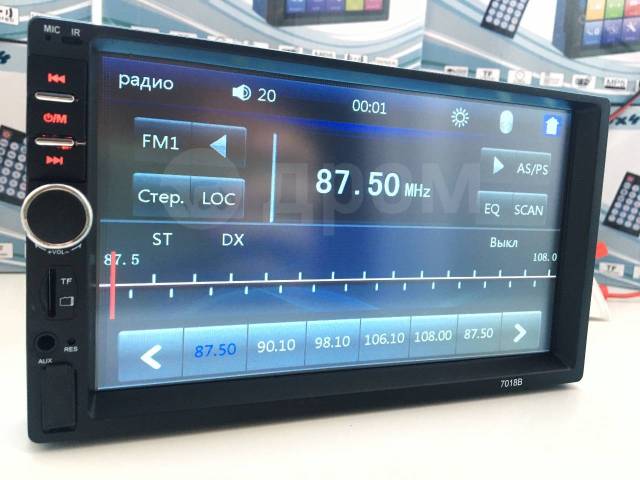 MIC IR
радио 20 00:01
FM1
87.50 MHz
AS/PS
Стер. LOC
EQ SCAN
ST DX Выкл
87.5 108.0
87.50 90.10 98.10 106.10 108.00 87.50
/M
VOL
TF
AUX RES
7018B
дром